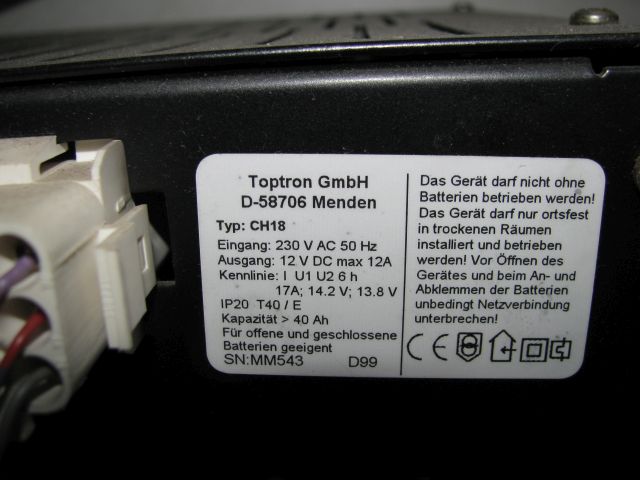 Toptron GmbH
D-58706 Menden
Typ: CH18
Eingang: 230 V AC 50 Hz
Ausgang: 12 V DC max 12A
Kennlinie: I U1 U2 6 h
17A; 14.2 V; 13.8 V
IP20 T40 / E
Kapazität > 40 Ah
Für offene und geschlossene
Batterien geeignt
SN:MM543 D99
Das Gerät darf nicht ohne
Batterien betrieben werden!
Das Gerät darf nur ortsfest
in trockenen Räumen
installiert und betrieben
werden! Vor Öffnen des
Gerätes und beim An- und
Abklemmen der Batterien
unbedingt Netzverbindung
unterbrechen!
CE